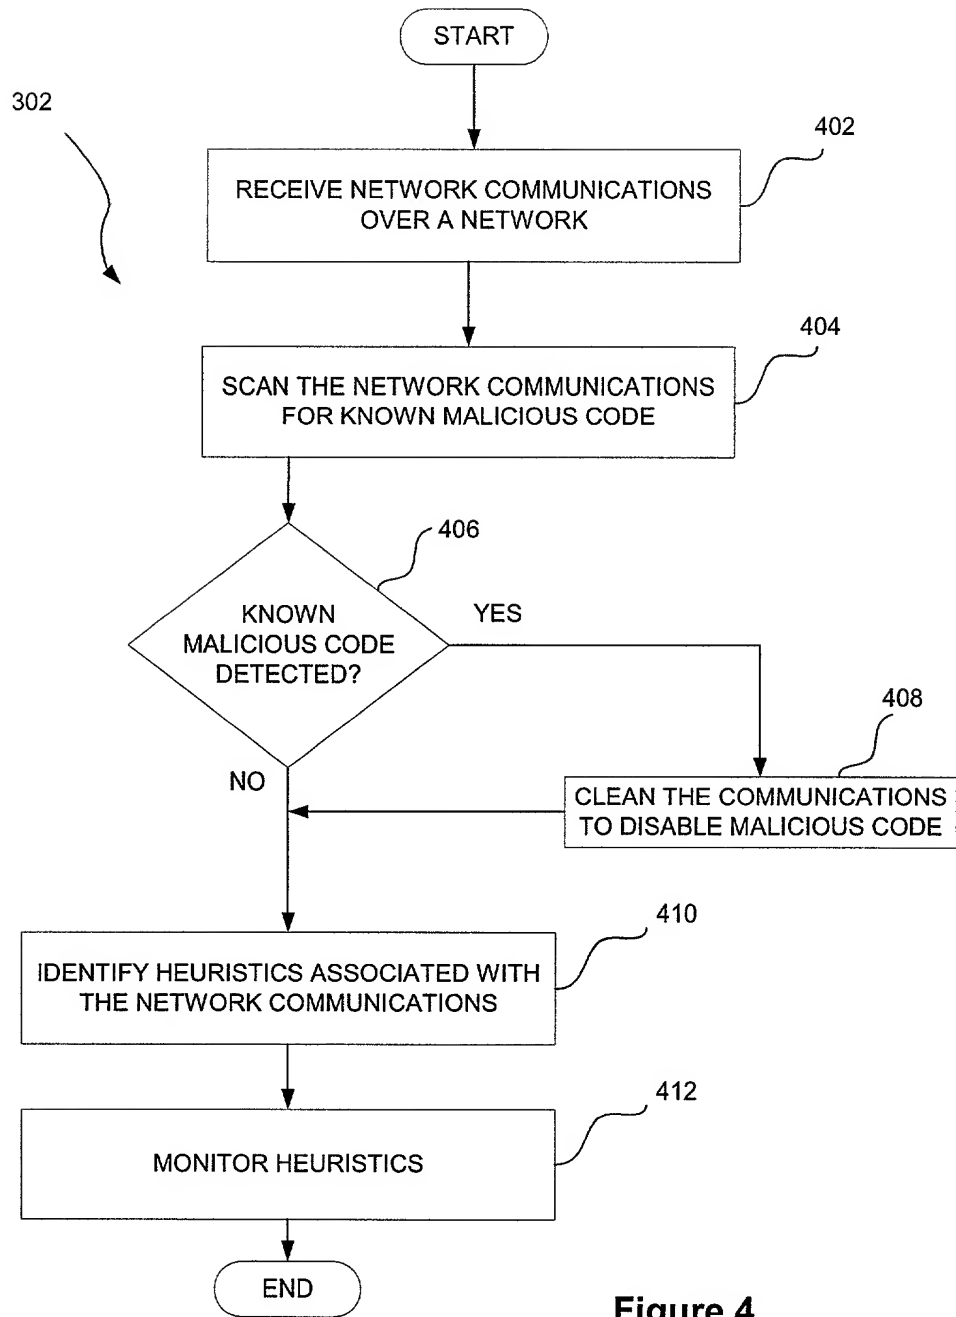 START
302
402
RECEIVE NETWORK COMMUNICATIONS
OVER A NETWORK
404
SCAN THE NETWORK COMMUNICATIONS
FOR KNOWN MALICIOUS CODE
406
KNOWN
MALICIOUS CODE
DETECTED?
YES
408
NO
CLEAN THE COMMUNICATIONS
TO DISABLE MALICIOUS CODE
410
IDENTIFY HEURISTICS ASSOCIATED WITH
THE NETWORK COMMUNICATIONS
412
MONITOR HEURISTICS
END
Figure 4